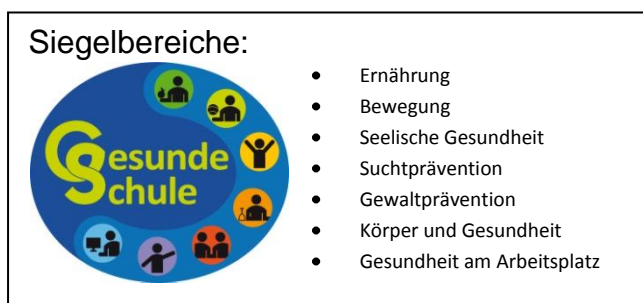 Siegelbereiche:
Gesunde
Schule
• Ernährung
• Bewegung
• Seelische Gesundheit
• Suchtprävention
• Gewaltprävention
• Körper und Gesundheit
• Gesundheit am Arbeitsplatz